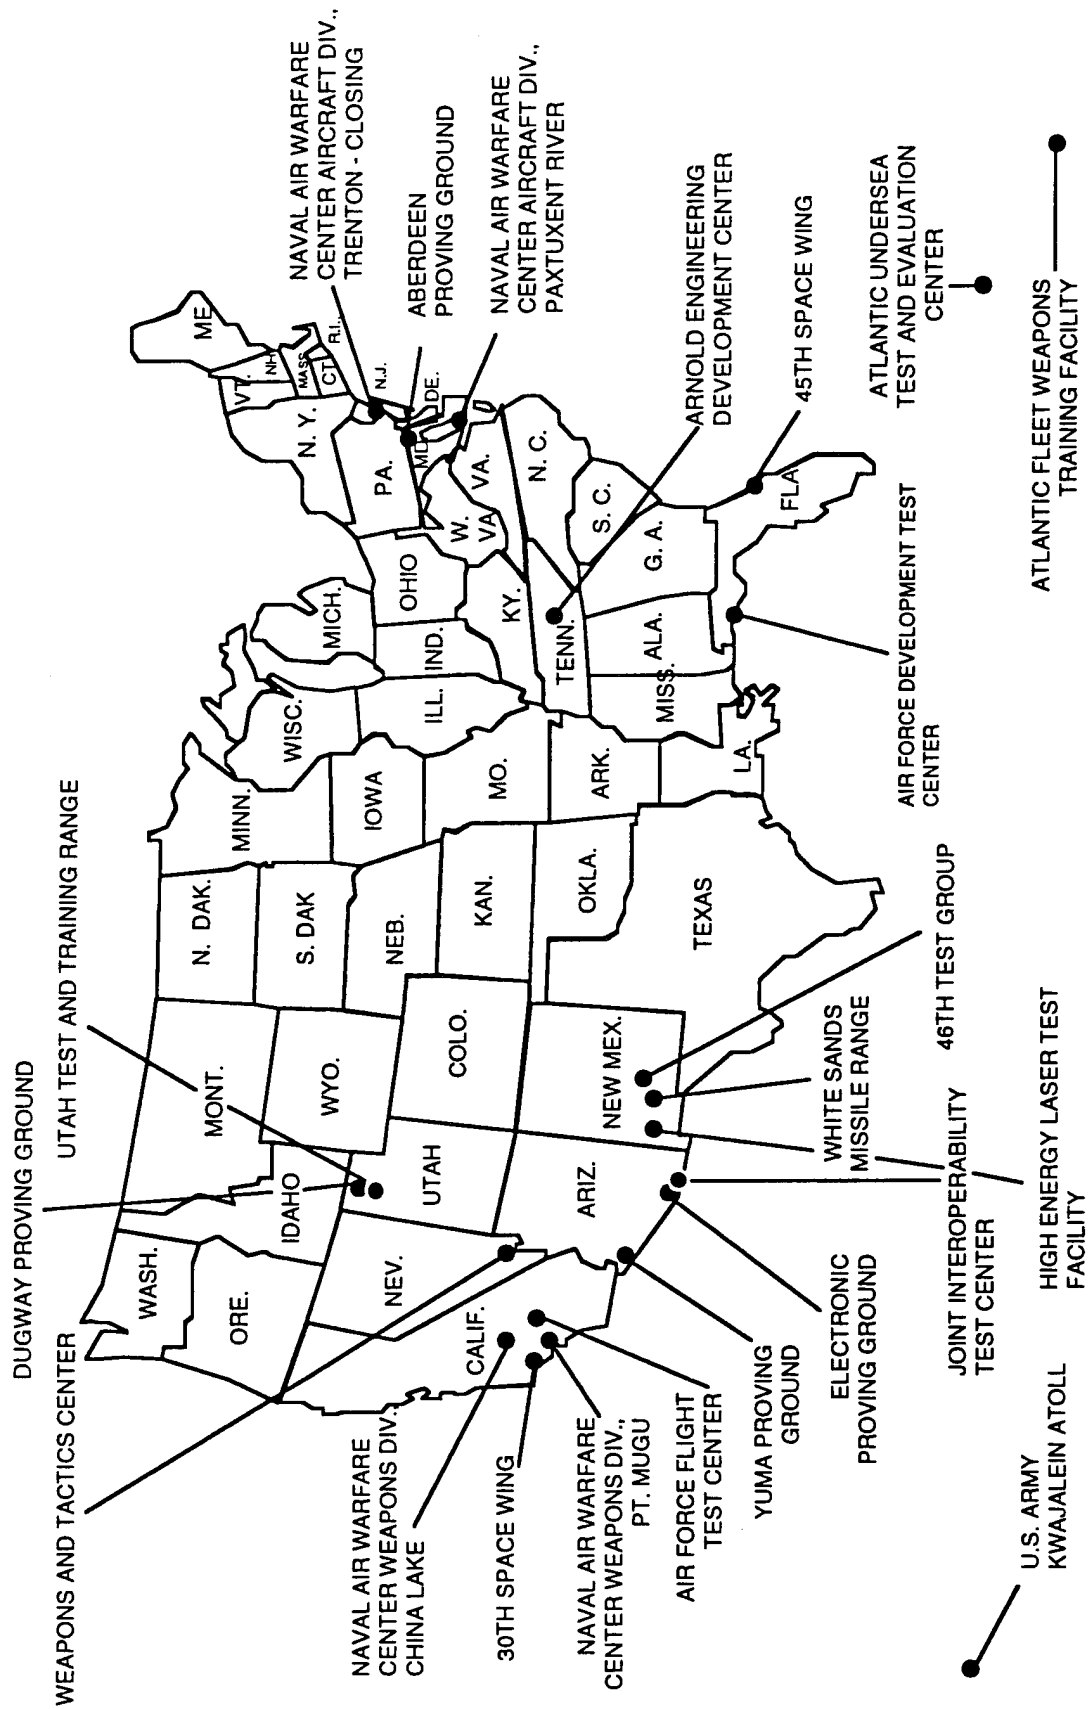 DUGWAY PROVING GROUND
UTAH TEST AND TRAINING RANGE
WEAPONS AND TACTICS CENTER
NAVAL AIR WARFARE
CENTER AIRCRAFT DIV.,
TRENTON - CLOSING
ABERDEEN
PROVING GROUND
NAVAL AIR WARFARE
CENTER AIRCRAFT DIV.,
PAXTUXENT RIVER
ARNOLD ENGINEERING
DEVELOPMENT CENTER
45TH SPACE WING
ATLANTIC UNDERSEA
TEST AND EVALUATION
CENTER
ATLANTIC FLEET WEAPONS
TRAINING FACILITY
AIR FORCE DEVELOPMENT TEST
CENTER
46TH TEST GROUP
WHITE SANDS
MISSILE RANGE
HIGH ENERGY LASER TEST
FACILITY
JOINT INTEROPERABILITY
TEST CENTER
ELECTRONIC
PROVING GROUND
YUMA PROVING
GROUND
AIR FORCE FLIGHT
TEST CENTER
NAVAL AIR WARFARE
CENTER WEAPONS DIV.,
PT. MUGU
30TH SPACE WING
NAVAL AIR WARFARE
CENTER WEAPONS DIV.,
CHINA LAKE
U.S. ARMY
KWAJALEIN ATOLL
WASH.
ORE.
CALIF.
NEV.
IDAHO
MONT.
WYO.
UTAH
ARIZ.
COLO.
NEW MEX.
N. DAK.
S. DAK
NEB.
KAN.
OKLA.
TEXAS
MINN.
IOWA
MO.
ARK.
LA.
WISC.
ILL.
MICH.
IND.
OHIO
KY.
TENN.
MISS.
ALA.
G. A.
FLA
S. C.
N. C.
VA.
W.
VA
MD.
DE.
PA.
N.J.
N. Y.
CT
R.I.
MASS
VT.
NH
ME